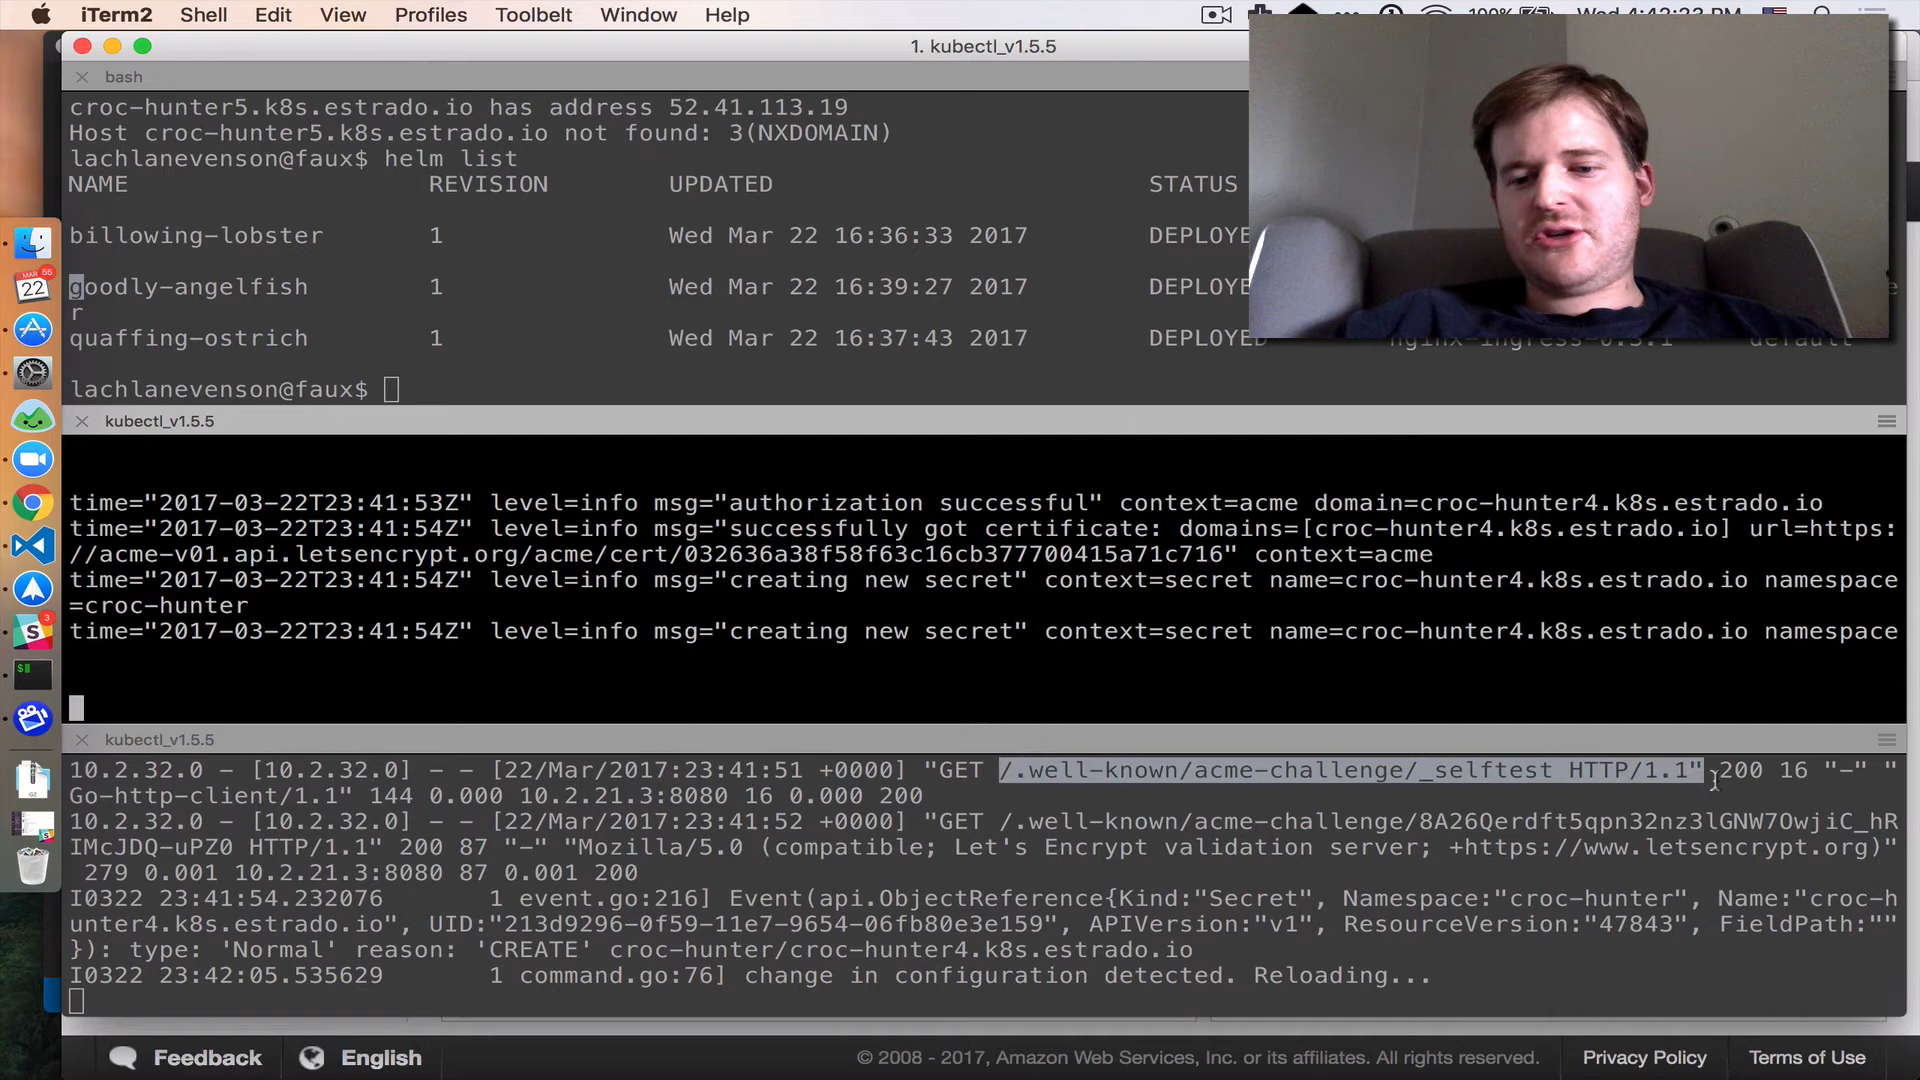 iTerm2 Shell Edit View Profiles Toolbelt Window Help
1. kubectl_v1.5.5
bash
croc-hunter5.k8s.estrado.io has address 52.41.113.19
Host croc-hunter5.k8s.estrado.io not found: 3(NXDOMAIN)
lachlanevenson@faux$ helm list
NAME REVISION UPDATED STATUS
billowing-lobster 1 Wed Mar 22 16:36:33 2017 DEPLOYE
goodly-angelfish 1 Wed Mar 22 16:39:27 2017 DEPLOYE
r
quaffing-ostrich 1 Wed Mar 22 16:37:43 2017 DEPLOYED nginx-ingress-0.3.1 default
lachlanevenson@faux$
kubectl_v1.5.5
time="2017-03-22T23:41:53Z" level=info msg="authorization successful" context=acme domain=croc-hunter4.k8s.estrado.io
time="2017-03-22T23:41:54Z" level=info msg="successfully got certificate: domains=[croc-hunter4.k8s.estrado.io] url=https:
//acme-v01.api.letsencrypt.org/acme/cert/032636a38f58f63c16cb377700415a71c716" context=acme
time="2017-03-22T23:41:54Z" level=info msg="creating new secret" context=secret name=croc-hunter4.k8s.estrado.io namespace
=croc-hunter
time="2017-03-22T23:41:54Z" level=info msg="creating new secret" context=secret name=croc-hunter4.k8s.estrado.io namespace
kubectl_v1.5.5
10.2.32.0 - [10.2.32.0] - - [22/Mar/2017:23:41:51 +0000] "GET /.well-known/acme-challenge/_selftest HTTP/1.1" 200 16 "-" "
Go-http-client/1.1" 144 0.000 10.2.21.3:8080 16 0.000 200
10.2.32.0 - [10.2.32.0] - - [22/Mar/2017:23:41:52 +0000] "GET /.well-known/acme-challenge/8A26Qerdft5qpn32nz3lGNW7OwjiC_hR
IMcJDQ-uPZ0 HTTP/1.1" 200 87 "-" "Mozilla/5.0 (compatible; Let's Encrypt validation server; +https://www.letsencrypt.org)"
279 0.001 10.2.21.3:8080 87 0.001 200
I0322 23:41:54.232076 1 event.go:216] Event(api.ObjectReference{Kind:"Secret", Namespace:"croc-hunter", Name:"croc-h
unter4.k8s.estrado.io", UID:"213d9296-0f59-11e7-9654-06fb80e3e159", APIVersion:"v1", ResourceVersion:"47843", FieldPath:""
}): type: 'Normal' reason: 'CREATE' croc-hunter/croc-hunter4.k8s.estrado.io
I0322 23:42:05.535629 1 command.go:76] change in configuration detected. Reloading...
Feedback English © 2008 - 2017, Amazon Web Services, Inc. or its affiliates. All rights reserved. Privacy Policy Terms of Use
MAR 55
22
3